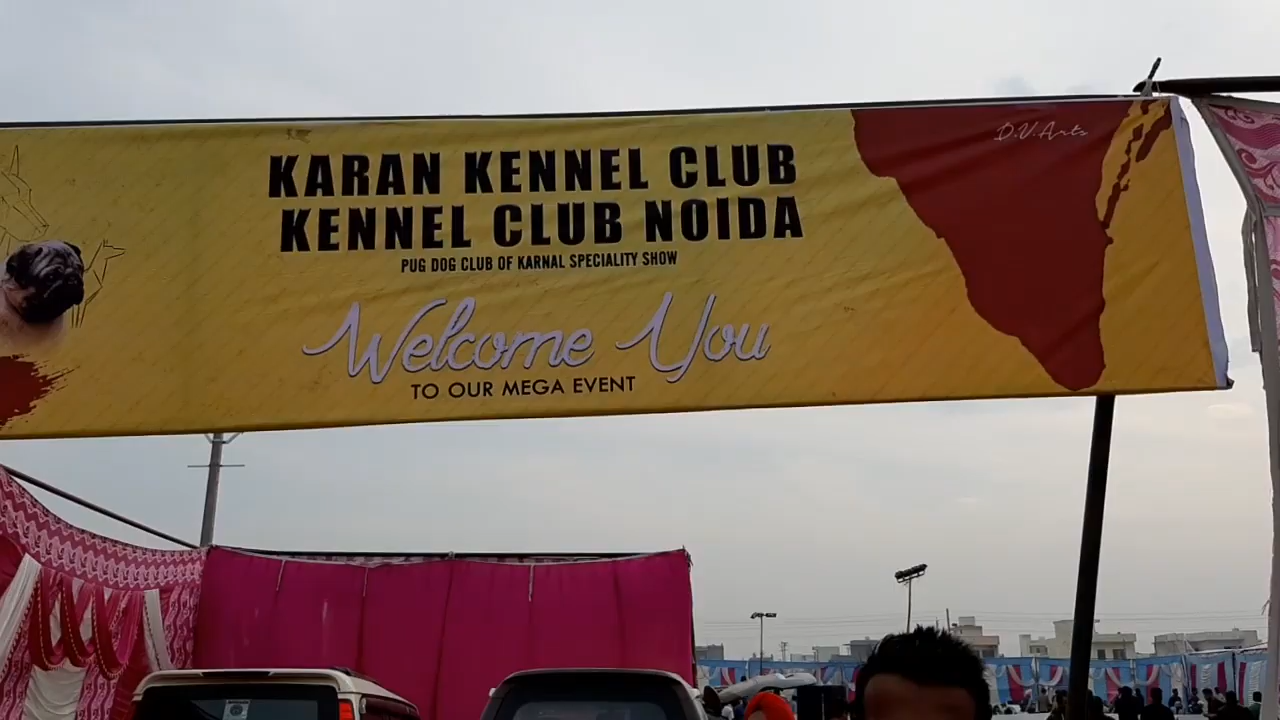 D.V.Arts
KARAN KENNEL CLUB
KENNEL CLUB NOIDA
PUG DOG CLUB OF KARNAL SPECIALITY SHOW
Welcome You
TO OUR MEGA EVENT